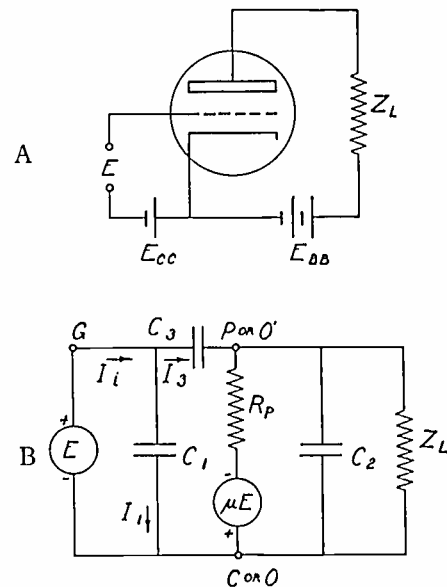 A
E
E_CC
E_BB
Z_L
G
C_3
P OR O'
I_i
I_3
R_P
B
E
+
-
C_1
-
μE
+
C_2
Z_L
I_1
C OR O